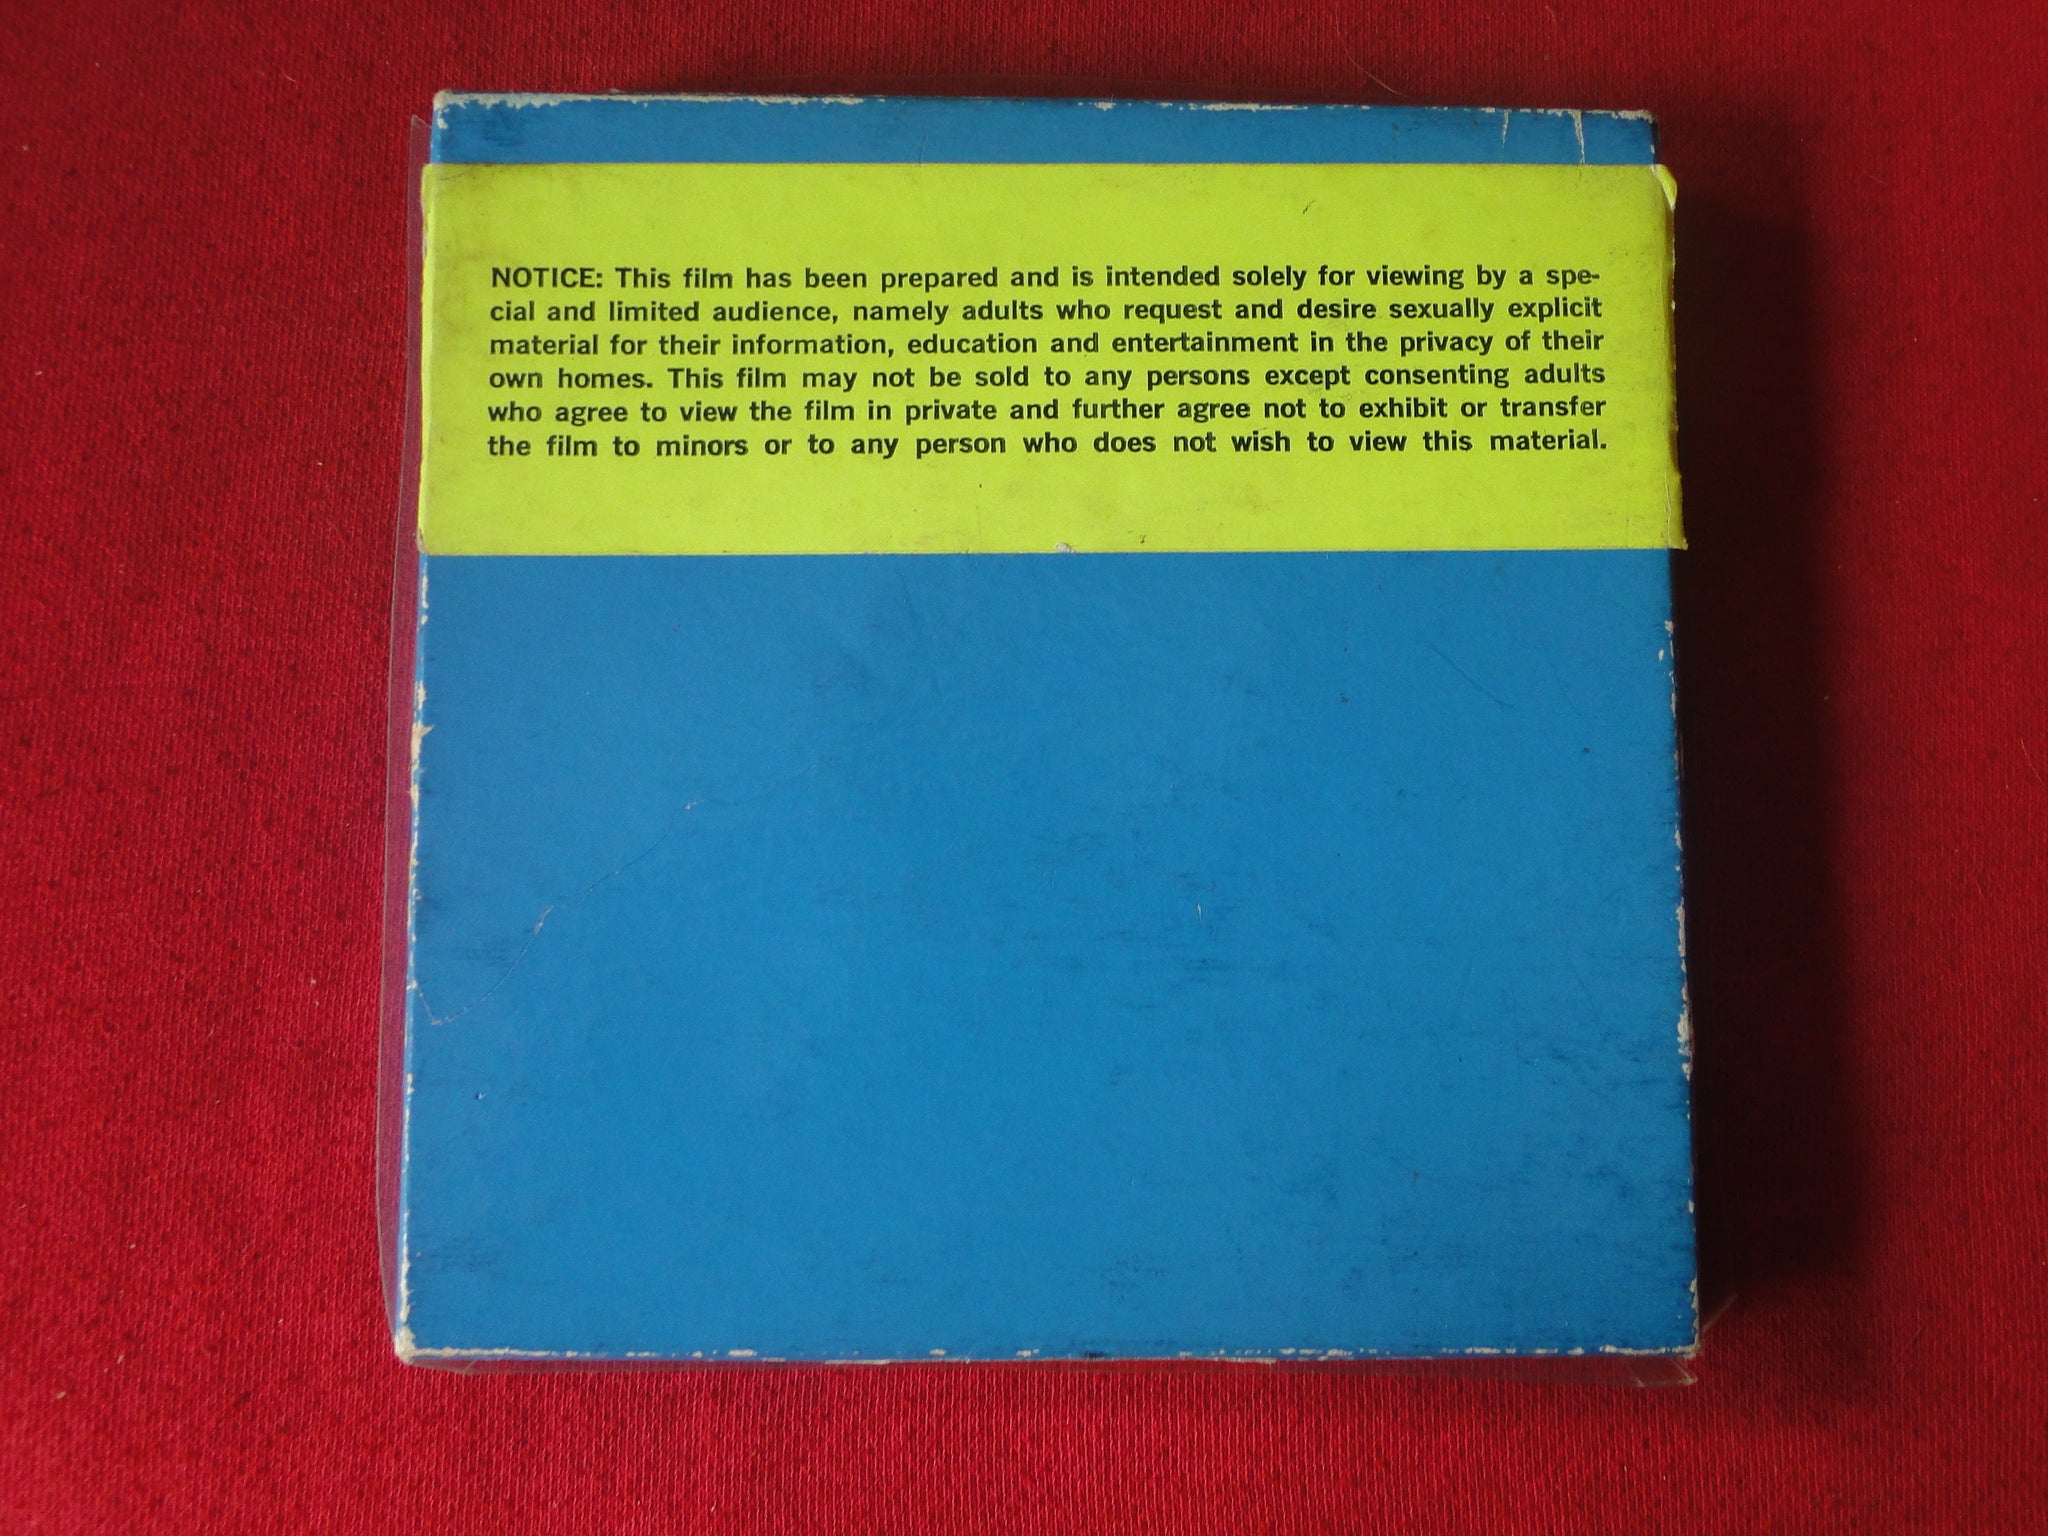 NOTICE: This film has been prepared and is intended solely for viewing by a spe-
cial and limited audience, namely adults who request and desire sexually explicit
material for their information, education and entertainment in the privacy of their
own homes. This film may not be sold to any persons except consenting adults
who agree to view the film in private and further agree not to exhibit or transfer
the film to minors or to any person who does not wish to view this material.